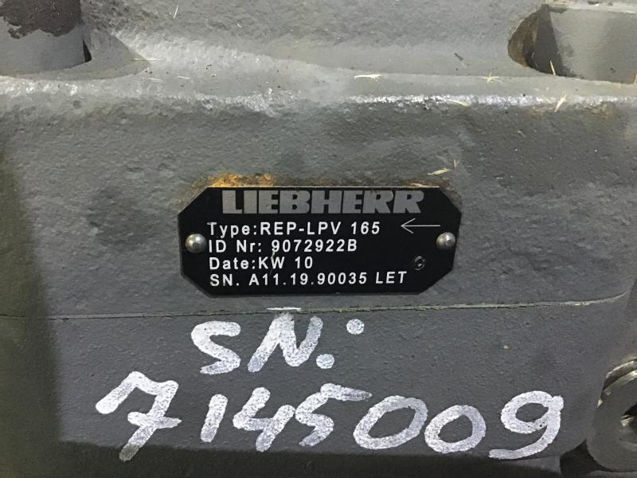 LIEBHERR
Type:REP-LPV 165 ←
ID Nr: 9072922B
Date:KW 10
SN. A11.19.90035 LET
SN:
7145009